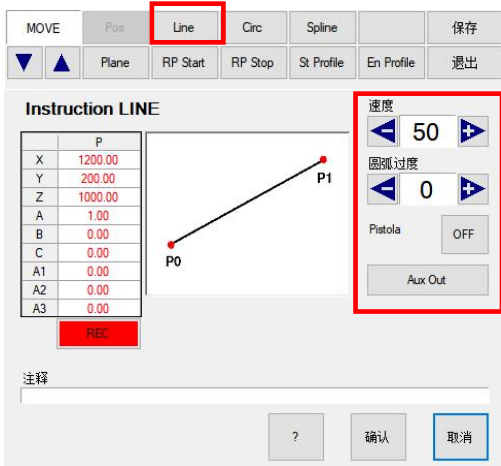 MOVE Pos Line Circ Spline 保存
Plane RP Start RP Stop St Profile En Profile 退出
Instruction LINE
P
X 1200.00
Y 200.00
Z 1000.00
A 1.00
B 0.00
C 0.00
A1 0.00
A2 0.00
A3 0.00
REC
P1
P0
速度
50
圆弧过度
0
Pistola OFF
Aux Out
注释
? 确认 取消